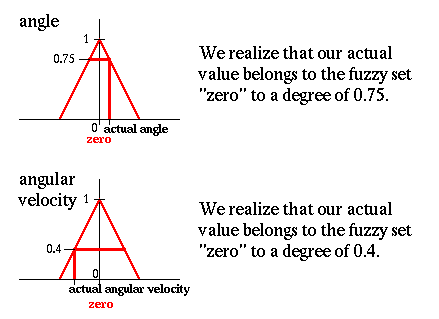 angle
1
0.75
0
actual angle
zero
We realize that our actual
value belongs to the fuzzy set
"zero" to a degree of 0.75.
angular
velocity
1
0.4
0
actual angular velocity
zero
We realize that our actual
value belongs to the fuzzy set
"zero" to a degree of 0.4.